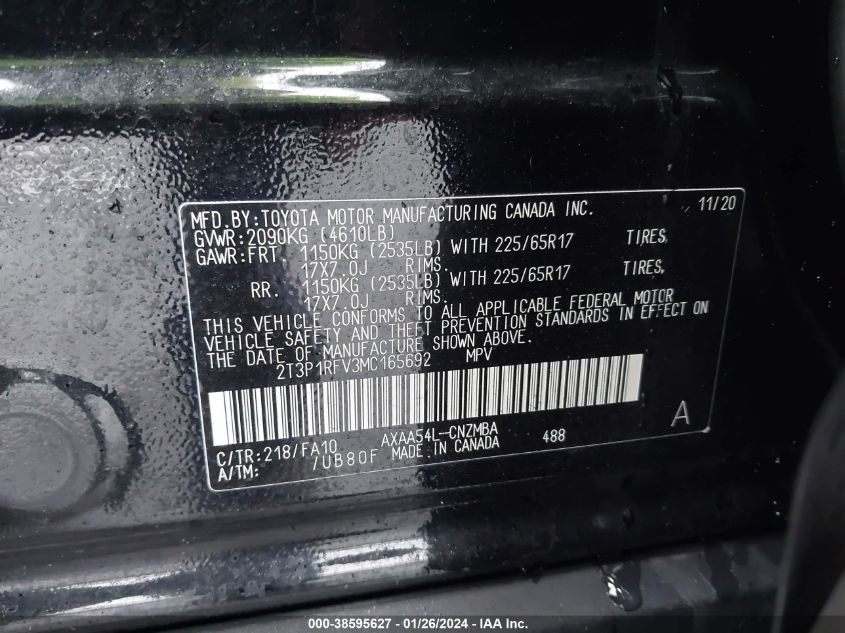 MFD.BY:TOYOTA MOTOR MANUFACTURING CANADA INC. 11/20
GVWR:2090KG (4610LB)
GAWR:FRT. 1150KG (2535LB) WITH 225/65R17 TIRES,
17X7.0J RIMS.
RR. 1150KG (2535LB) WITH 225/65R17 TIRES,
17X7.0J RIMS.
THIS VEHICLE CONFORMS TO ALL APPLICABLE FEDERAL MOTOR
VEHICLE SAFETY AND THEFT PREVENTION STANDARDS IN EFFECT ON
THE DATE OF MANUFACTURE SHOWN ABOVE.
2T3P1RFV3MC165692 MPV
A
C/TR:218/FA10 AXAA54L-CNZMBA 488
A/TM: /UB80F MADE IN CANADA
000-38595627 - 01/26/2024 - IAA Inc.